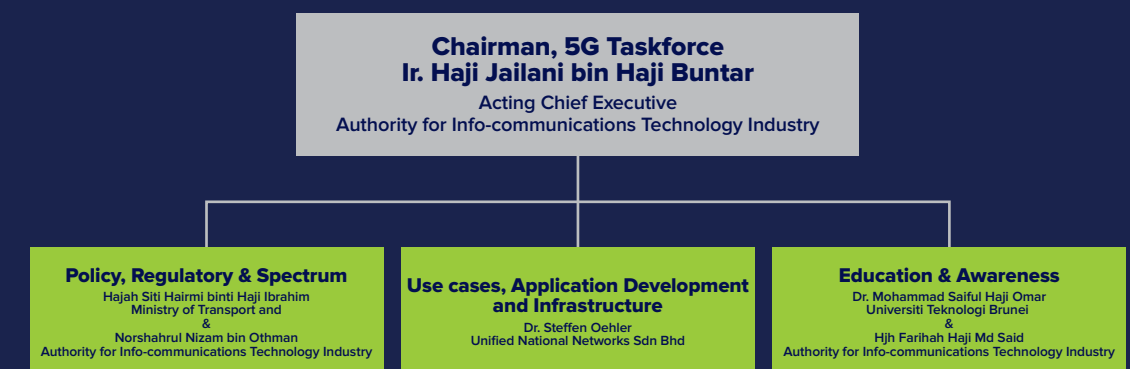 Chairman, 5G Taskforce
Ir. Haji Jailani bin Haji Buntar
Acting Chief Executive
Authority for Info-communications Technology Industry
Policy, Regulatory & Spectrum
Hajah Siti Hairmi binti Haji Ibrahim
Ministry of Transport and
&
Norshahrul Nizam bin Othman
Authority for Info-communications Technology Industry
Use cases, Application Development
and Infrastructure
Dr. Steffen Oehler
Unified National Networks Sdn Bhd
Education & Awareness
Dr. Mohammad Saiful Haji Omar
Universiti Teknologi Brunei
&
Hjh Farihah Haji Md Said
Authority for Info-communications Technology Industry